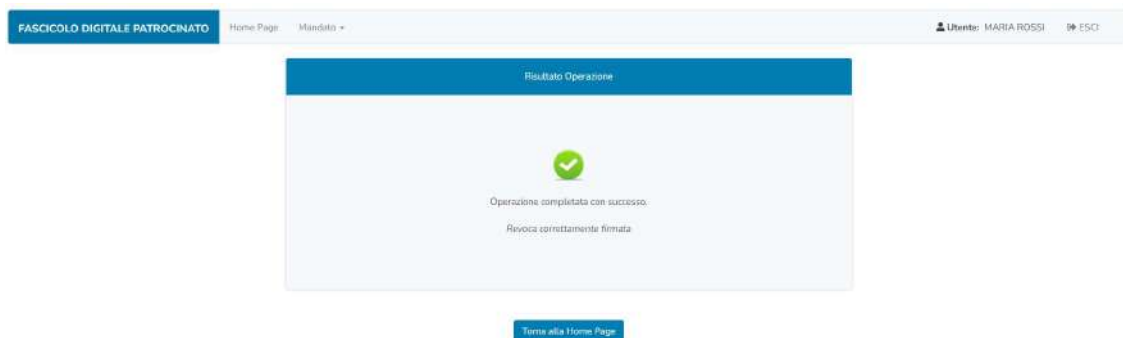 FASCICOLO DIGITALE PATROCINATO Home Page Mandato Utente: MARIA ROSSI ESCI
Risultato Operazione
Operazione completata con successo.
Revoca correttamente firmata
Torna alla Home Page